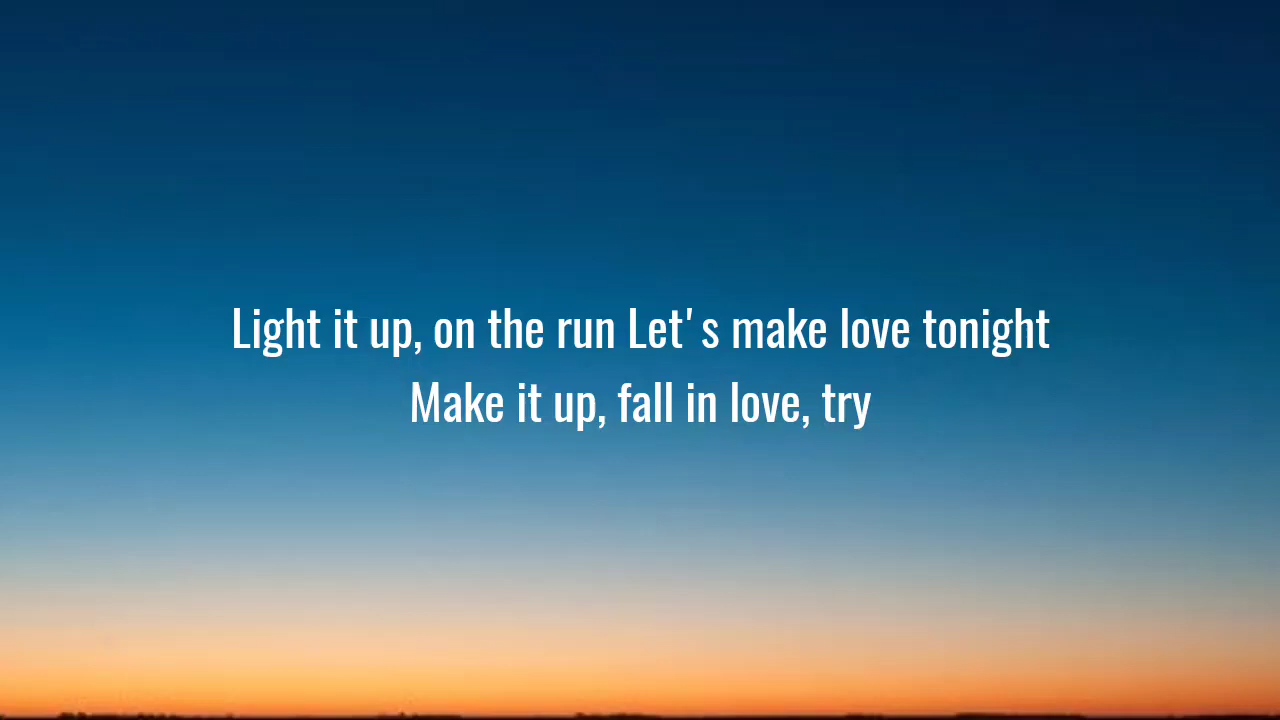 Light it up, on the run Let's make love tonight
Make it up, fall in love, try